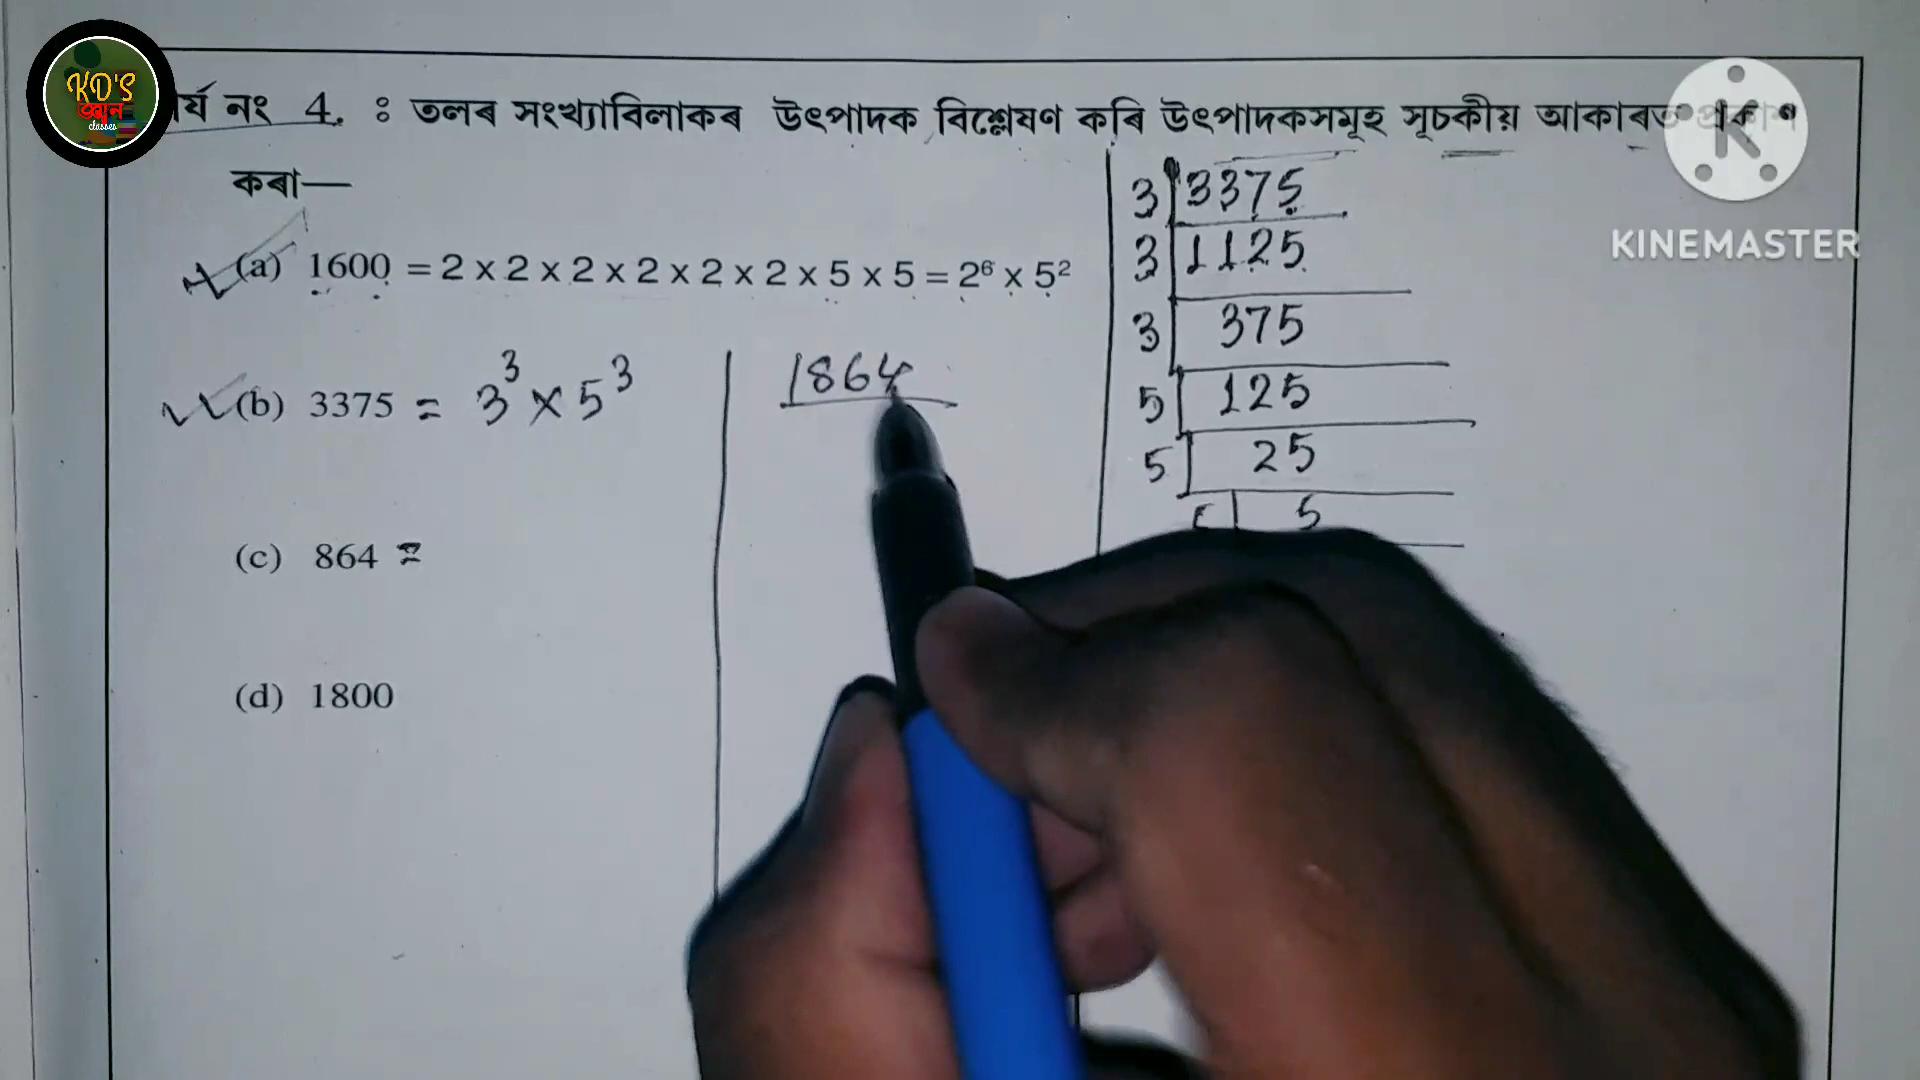 KD'S
জ্ঞান
classes
নং 4. : তলৰ সংখ্যাবিলাকৰ উৎপাদক বিশ্লেষণ কৰি উৎপাদকসমূহ সূচকীয় আকাৰত
কৰা—
(a) 1600 = 2 × 2 × 2 × 2 × 2 × 2 × 5 × 5 = 2⁶ × 5²
(b) 3375 = 3³ × 5³
(c) 864 =
(d) 1800
864
3 3375
3 1125
3 375
5 125
5 25
5
KINEMASTER